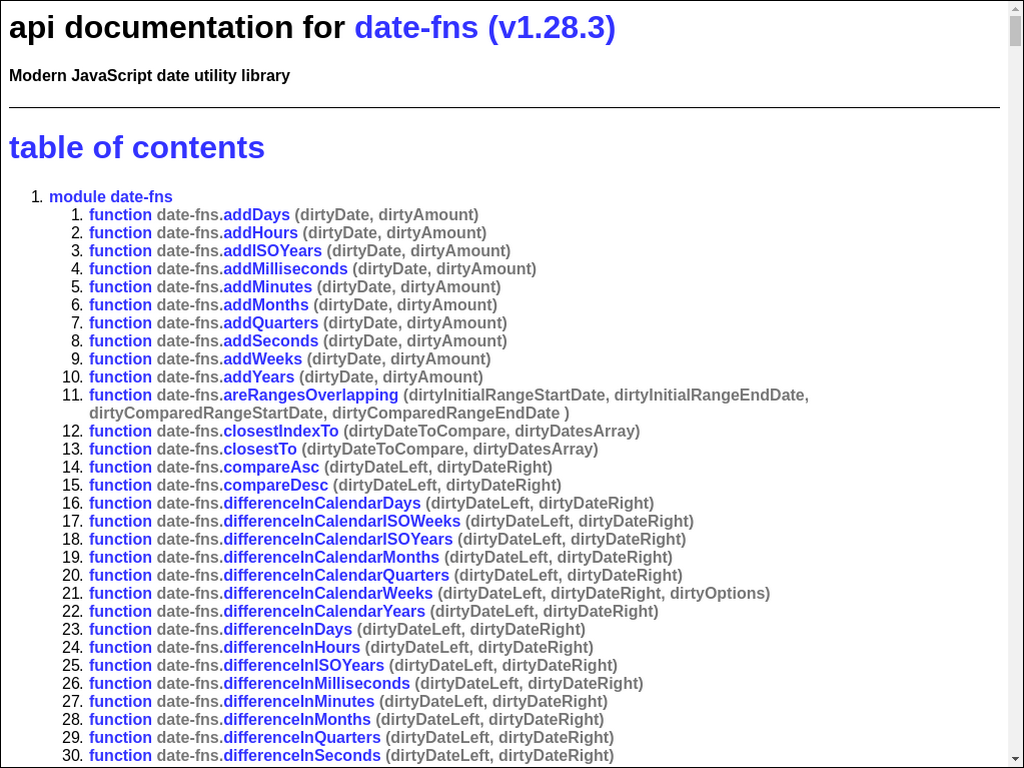 api documentation for date-fns (v1.28.3)
Modern JavaScript date utility library
table of contents
1. module date-fns
1. function date-fns.addDays (dirtyDate, dirtyAmount)
2. function date-fns.addHours (dirtyDate, dirtyAmount)
3. function date-fns.addISOYears (dirtyDate, dirtyAmount)
4. function date-fns.addMilliseconds (dirtyDate, dirtyAmount)
5. function date-fns.addMinutes (dirtyDate, dirtyAmount)
6. function date-fns.addMonths (dirtyDate, dirtyAmount)
7. function date-fns.addQuarters (dirtyDate, dirtyAmount)
8. function date-fns.addSeconds (dirtyDate, dirtyAmount)
9. function date-fns.addWeeks (dirtyDate, dirtyAmount)
10. function date-fns.addYears (dirtyDate, dirtyAmount)
11. function date-fns.areRangesOverlapping (dirtyInitialRangeStartDate, dirtyInitialRangeEndDate,
dirtyComparedRangeStartDate, dirtyComparedRangeEndDate )
12. function date-fns.closestIndexTo (dirtyDateToCompare, dirtyDatesArray)
13. function date-fns.closestTo (dirtyDateToCompare, dirtyDatesArray)
14. function date-fns.compareAsc (dirtyDateLeft, dirtyDateRight)
15. function date-fns.compareDesc (dirtyDateLeft, dirtyDateRight)
16. function date-fns.differenceInCalendarDays (dirtyDateLeft, dirtyDateRight)
17. function date-fns.differenceInCalendarISOWeeks (dirtyDateLeft, dirtyDateRight)
18. function date-fns.differenceInCalendarISOYears (dirtyDateLeft, dirtyDateRight)
19. function date-fns.differenceInCalendarMonths (dirtyDateLeft, dirtyDateRight)
20. function date-fns.differenceInCalendarQuarters (dirtyDateLeft, dirtyDateRight)
21. function date-fns.differenceInCalendarWeeks (dirtyDateLeft, dirtyDateRight, dirtyOptions)
22. function date-fns.differenceInCalendarYears (dirtyDateLeft, dirtyDateRight)
23. function date-fns.differenceInDays (dirtyDateLeft, dirtyDateRight)
24. function date-fns.differenceInHours (dirtyDateLeft, dirtyDateRight)
25. function date-fns.differenceInISOYears (dirtyDateLeft, dirtyDateRight)
26. function date-fns.differenceInMilliseconds (dirtyDateLeft, dirtyDateRight)
27. function date-fns.differenceInMinutes (dirtyDateLeft, dirtyDateRight)
28. function date-fns.differenceInMonths (dirtyDateLeft, dirtyDateRight)
29. function date-fns.differenceInQuarters (dirtyDateLeft, dirtyDateRight)
30. function date-fns.differenceInSeconds (dirtyDateLeft, dirtyDateRight)